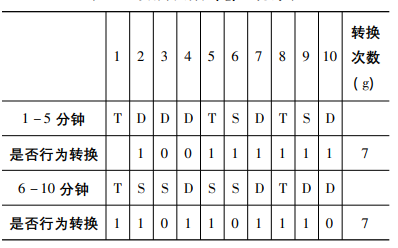 1 2 3 4 5 6 7 8 9 10 转换次数(g)
1-5分钟 T D D D T S D T S D
是否行为转换 1 0 0 1 1 1 1 1 1 7
6-10分钟 T S S D S S D T D D
是否行为转换 1 1 0 1 1 0 1 1 1 0 7